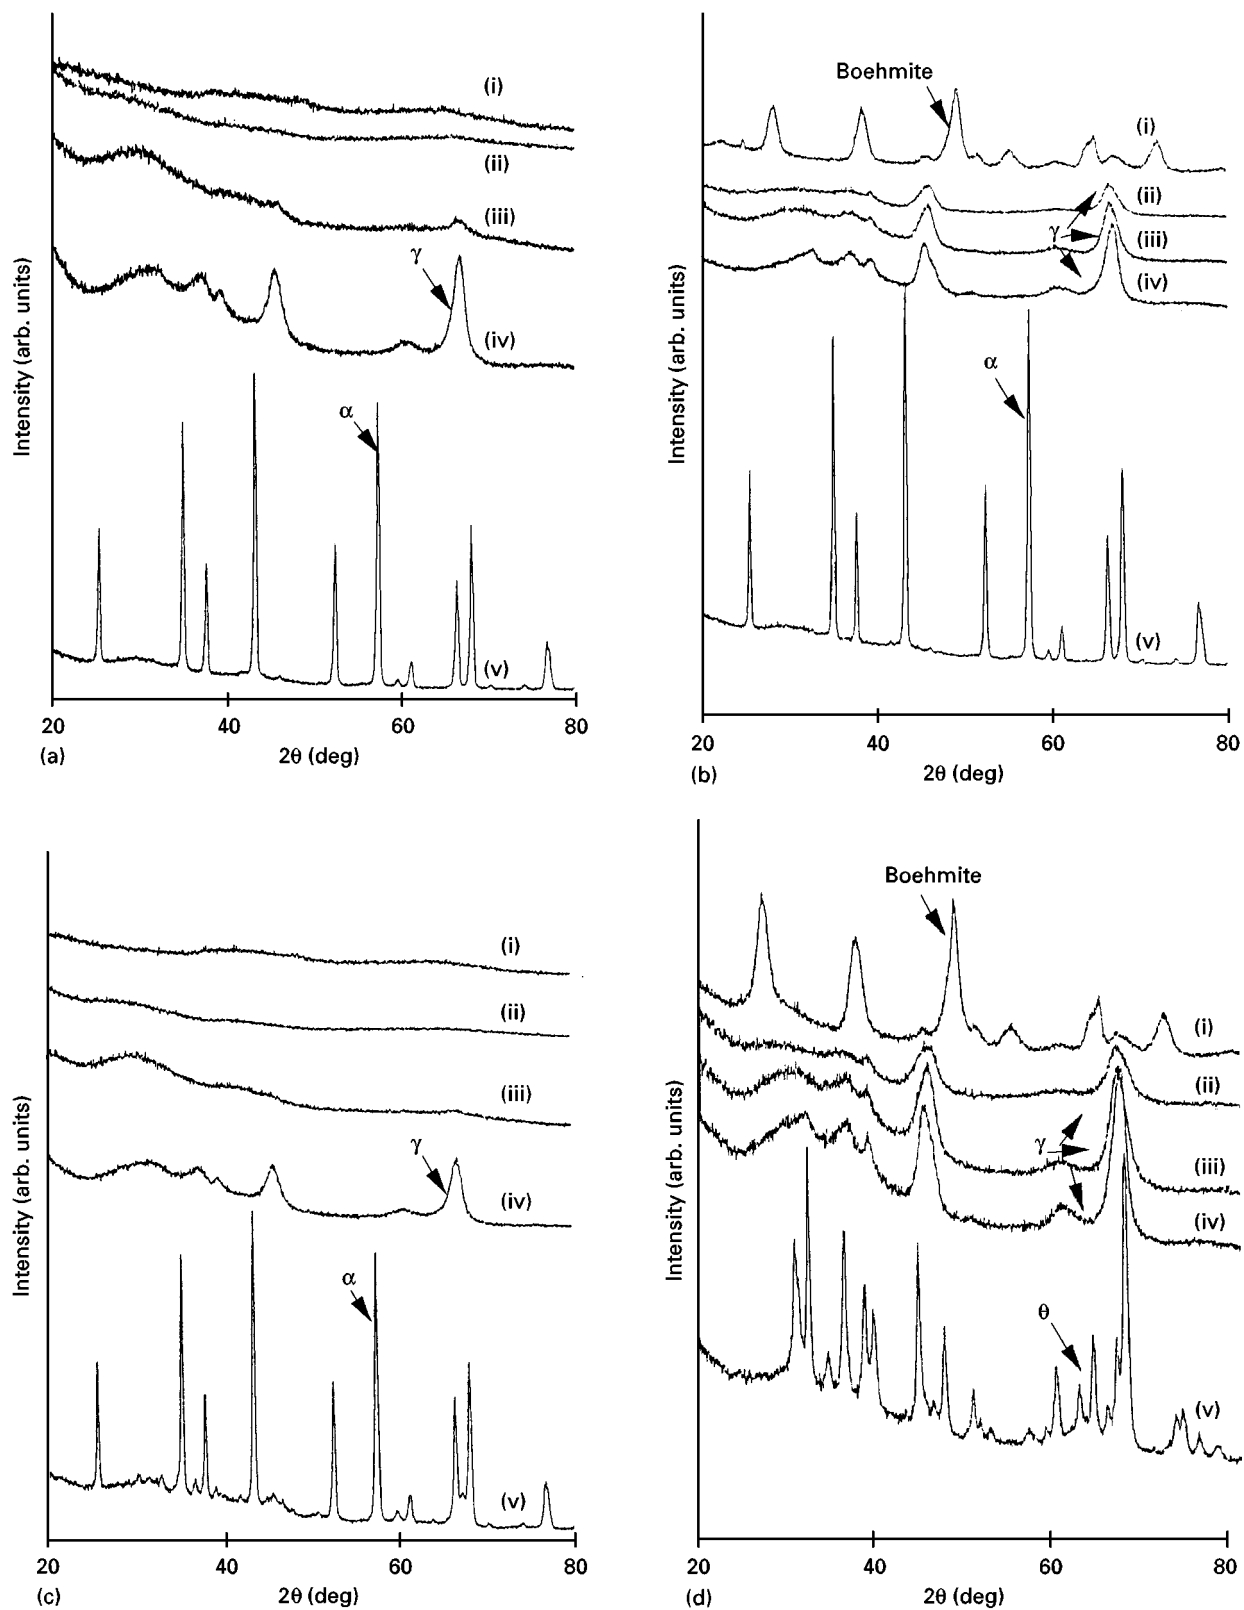 Intensity (arb. units)
(i)
(ii)
(iii)
γ
(iv)
α
(v)
20 40 60 80
(a) 2θ (deg)
Intensity (arb. units)
Boehmite
(i)
(ii)
γ
(iii)
(iv)
α
(v)
20 40 60 80
(b) 2θ (deg)
Intensity (arb. units)
(i)
(ii)
(iii)
γ
(iv)
α
(v)
20 40 60 80
(c) 2θ (deg)
Intensity (arb. units)
Boehmite
(i)
(ii)
γ
(iii)
(iv)
θ
(v)
20 40 60 80
(d) 2θ (deg)